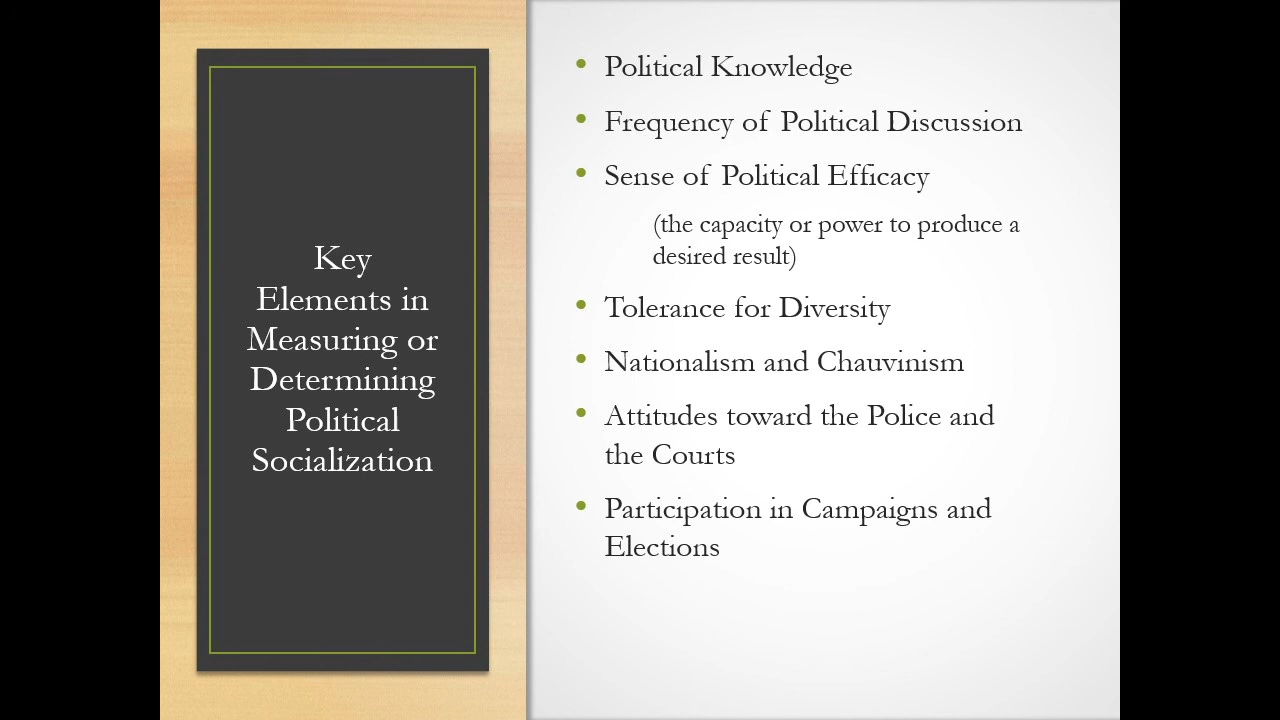 Key
Elements in
Measuring or
Determining
Political
Socialization
• Political Knowledge
• Frequency of Political Discussion
• Sense of Political Efficacy
(the capacity or power to produce a
desired result)
• Tolerance for Diversity
• Nationalism and Chauvinism
• Attitudes toward the Police and
the Courts
• Participation in Campaigns and
Elections